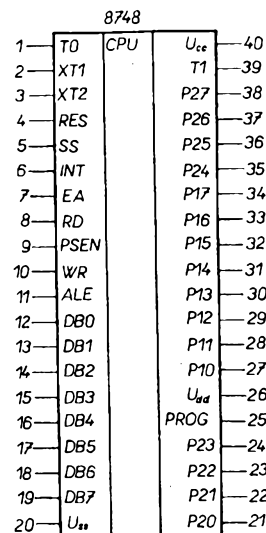 8748
1 T0 CPU Ucc 40
2 XT1 T1 39
3 XT2 P27 38
4 RES P26 37
5 SS P25 36
6 INT P24 35
7 EA P17 34
8 RD P16 33
9 PSEN P15 32
10 WR P14 31
11 ALE P13 30
12 DB0 P12 29
13 DB1 P11 28
14 DB2 P10 27
15 DB3 Udd 26
16 DB4 PROG 25
17 DB5 P23 24
18 DB6 P22 23
19 DB7 P21 22
20 Uss P20 21